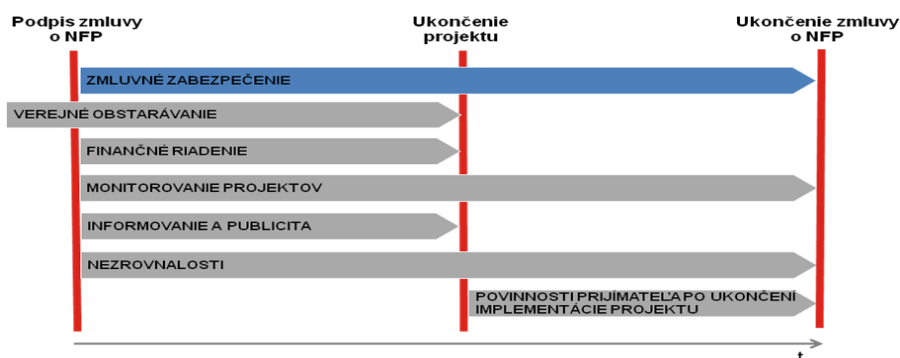 Podpis zmluvy
o NFP
Ukončenie
projektu
Ukončenie zmluvy
o NFP
ZMLUVNÉ ZABEZPEČENIE
VEREJNÉ OBSTARÁVANIE
FINANČNÉ RIADENIE
MONITOROVANIE PROJEKTOV
INFORMOVANIE A PUBLICITA
NEZROVNALOSTI
POVINNOSTI PRIJÍMATEĽA PO UKONČENÍ
IMPLEMENTÁCIE PROJEKTU
t